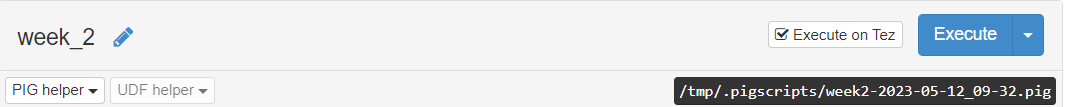 week_2
Execute on Tez
Execute
PIG helper
UDF helper
/tmp/.pigscripts/week2-2023-05-12_09-32.pig